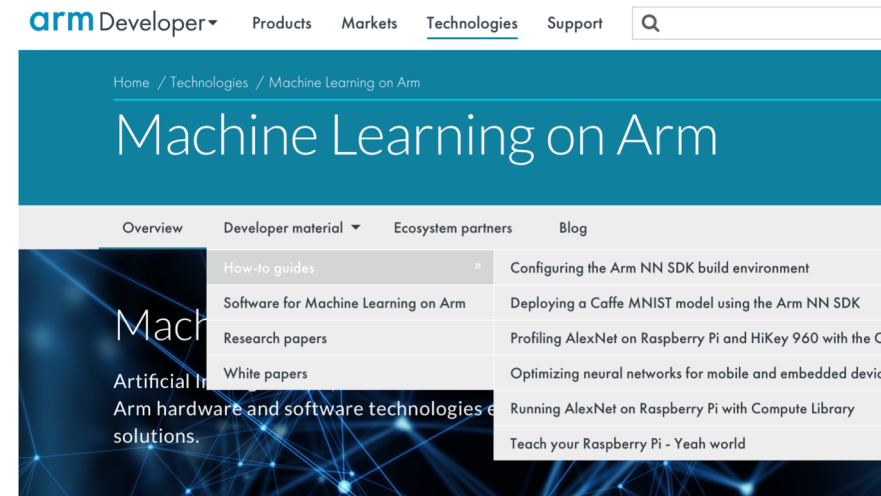 arm Developer
Products Markets Technologies Support
Home / Technologies / Machine Learning on Arm
Machine Learning on Arm
Overview Developer material Ecosystem partners Blog
How-to guides »
Software for Machine Learning on Arm
Research papers
White papers
Configuring the Arm NN SDK build environment
Deploying a Caffe MNIST model using the Arm NN SDK
Profiling AlexNet on Raspberry Pi and HiKey 960 with the
Optimizing neural networks for mobile and embedded
Running AlexNet on Raspberry Pi with Compute Library
Teach your Raspberry Pi - Yeah world
Mach
Artificial
Arm hardware and software technologies
solutions.